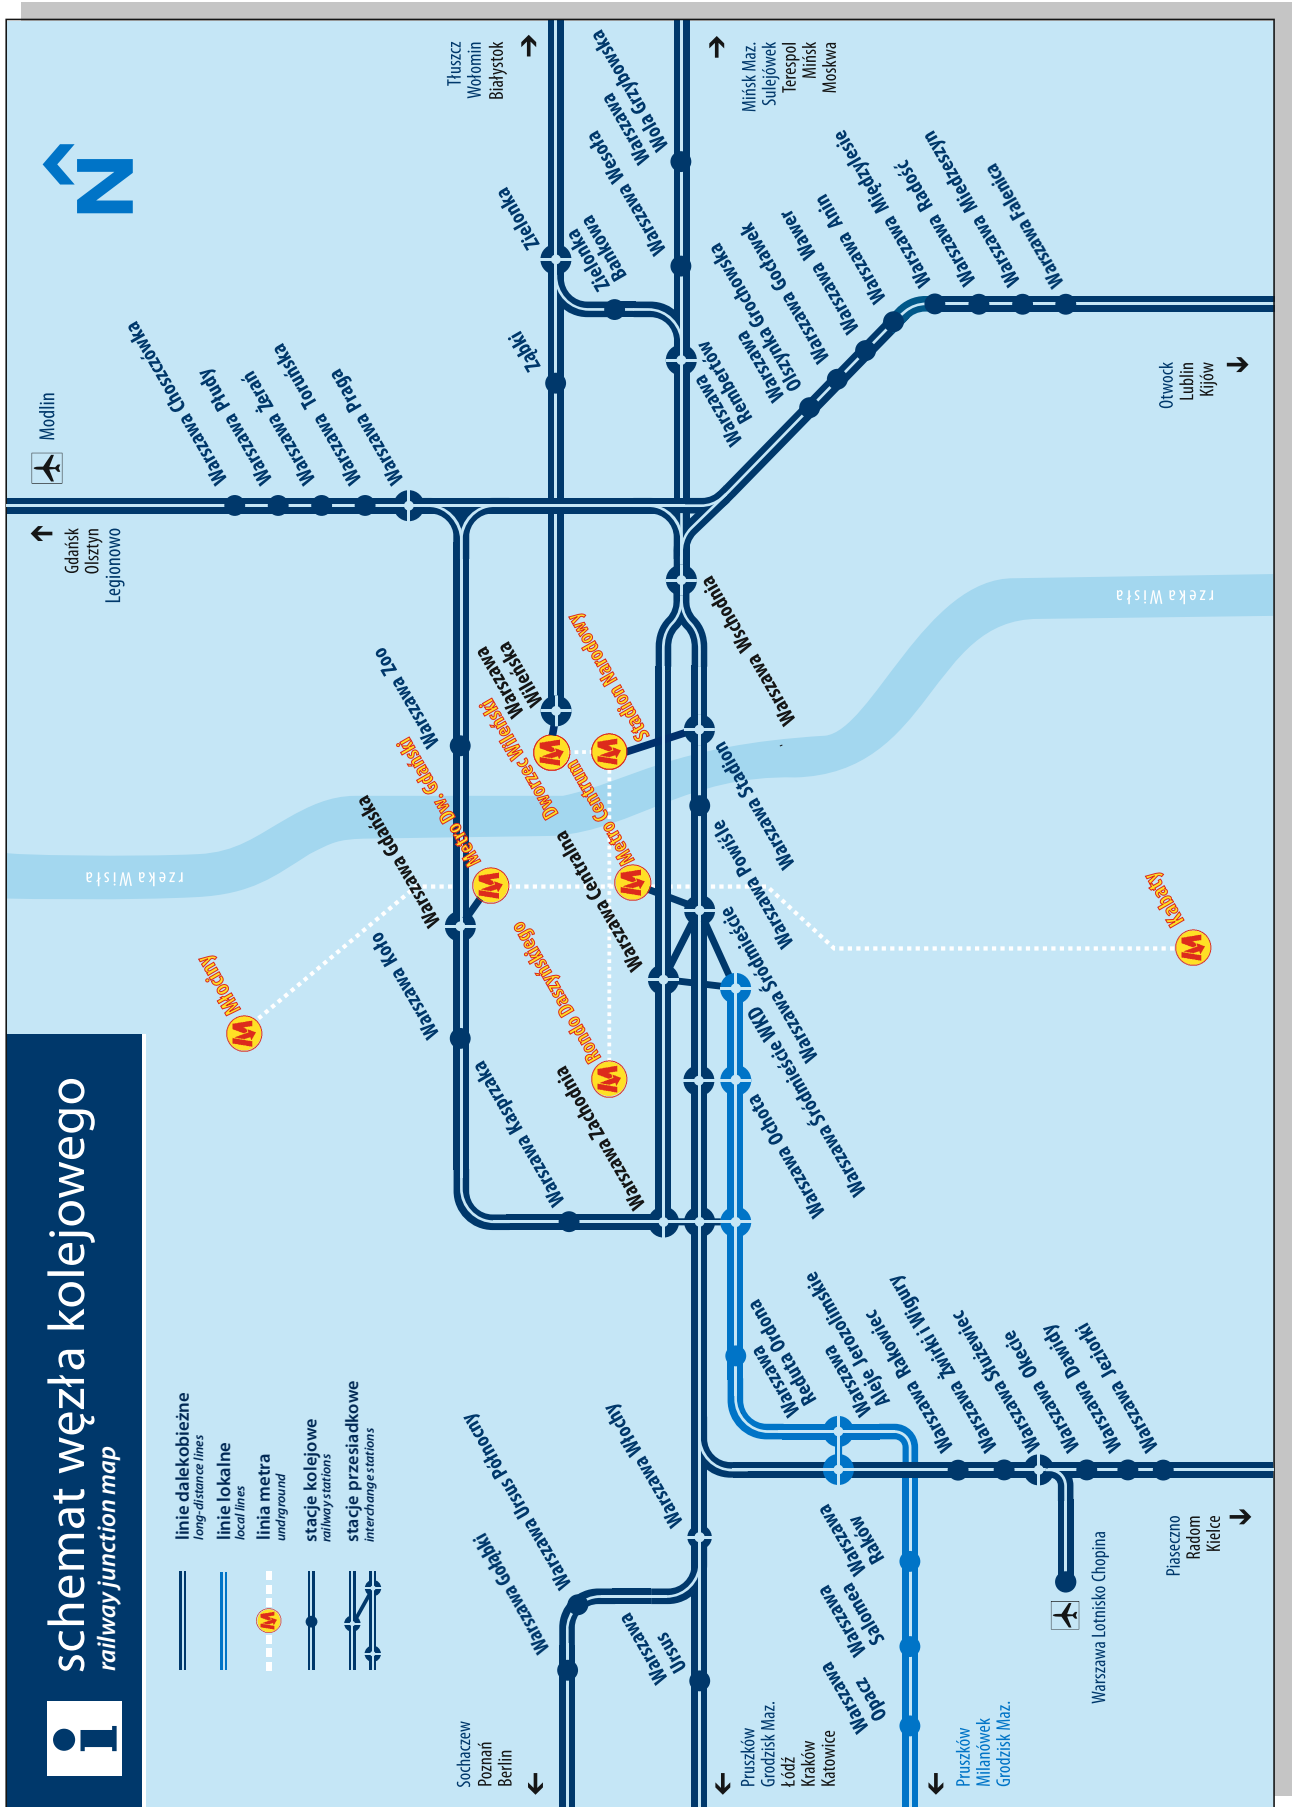 i
schemat węzła kolejowego
railway junction map
linie dalekobieżne
long-distance lines
linie lokalne
local lines
linia metra
undrground
stacje kolejowe
railway stations
stacje przesiadkowe
interchange stations
N
Gdańsk
Olsztyn
Legionowo
Modlin
Warszawa Choszczówka
Warszawa Płudy
Warszawa Żerań
Warszawa Toruńska
Warszawa Praga
Tłuszcz
Wołomin
Białystok
Zielonka
Zielonka
Bankowa
Ząbki
Mińsk Maz.
Sulejówek
Terespol
Mińsk
Moskwa
Warszawa
Wola Grzybowska
Warszawa Wesoła
Warszawa
Rembertów
Warszawa
Olszynka Grochowska
Warszawa Gocławek
Warszawa Wawer
Warszawa Anin
Warszawa Międzylesie
Warszawa Radość
Warszawa Miedzeszyn
Warszawa Falenica
Otwock
Lublin
Kijów
rzeka Wisła
rzeka Wisła
Warszawa Zoo
Warszawa Gdańska
Metro Dw. Gdański
Warszawa Koło
Warszawa Kasprzaka
Młociny
Warszawa
Wileńska
Dworzec Wileński
Stadion Narodowy
Metro Centrum
Rondo Daszyńskiego
Kabaty
Warszawa Wschodnia
Warszawa Stadion
Warszawa Powiśle
Warszawa Centralna
Warszawa Śródmieście
Warszawa Śródmieście WKD
Warszawa Ochota
Warszawa Zachodnia
Warszawa
Reduta Ordona
Warszawa
Aleje Jerozolimskie
Warszawa Rakowiec
Warszawa Żwirki i Wigury
Warszawa Służewiec
Warszawa Okęcie
Warszawa Dawidy
Warszawa Jeziorki
Warszawa Lotnisko Chopina
Piaseczno
Radom
Kielce
Warszawa
Raków
Warszawa
Salomea
Warszawa
Opacz
Pruszków
Milanówek
Grodzisk Maz.
Warszawa Włochy
Warszawa Ursus Północny
Warszawa Gołąbki
Warszawa
Ursus
Sochaczew
Poznań
Berlin
Pruszków
Grodzisk Maz.
Łódź
Kraków
Katowice